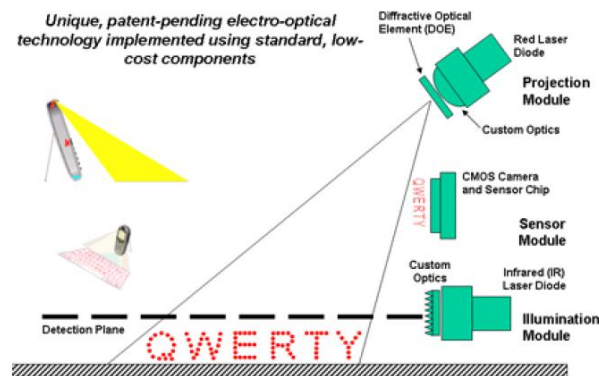 Unique, patent-pending electro-optical
technology implemented using standard, low-
cost components
Diffractive Optical
Element (DOE)
Red Laser
Diode
Projection
Module
Custom Optics
QWERTY
CMOS Camera
and Sensor Chip
Sensor
Module
Custom
Optics
Infrared (IR)
Laser Diode
Illumination
Module
Detection Plane
QWERTY